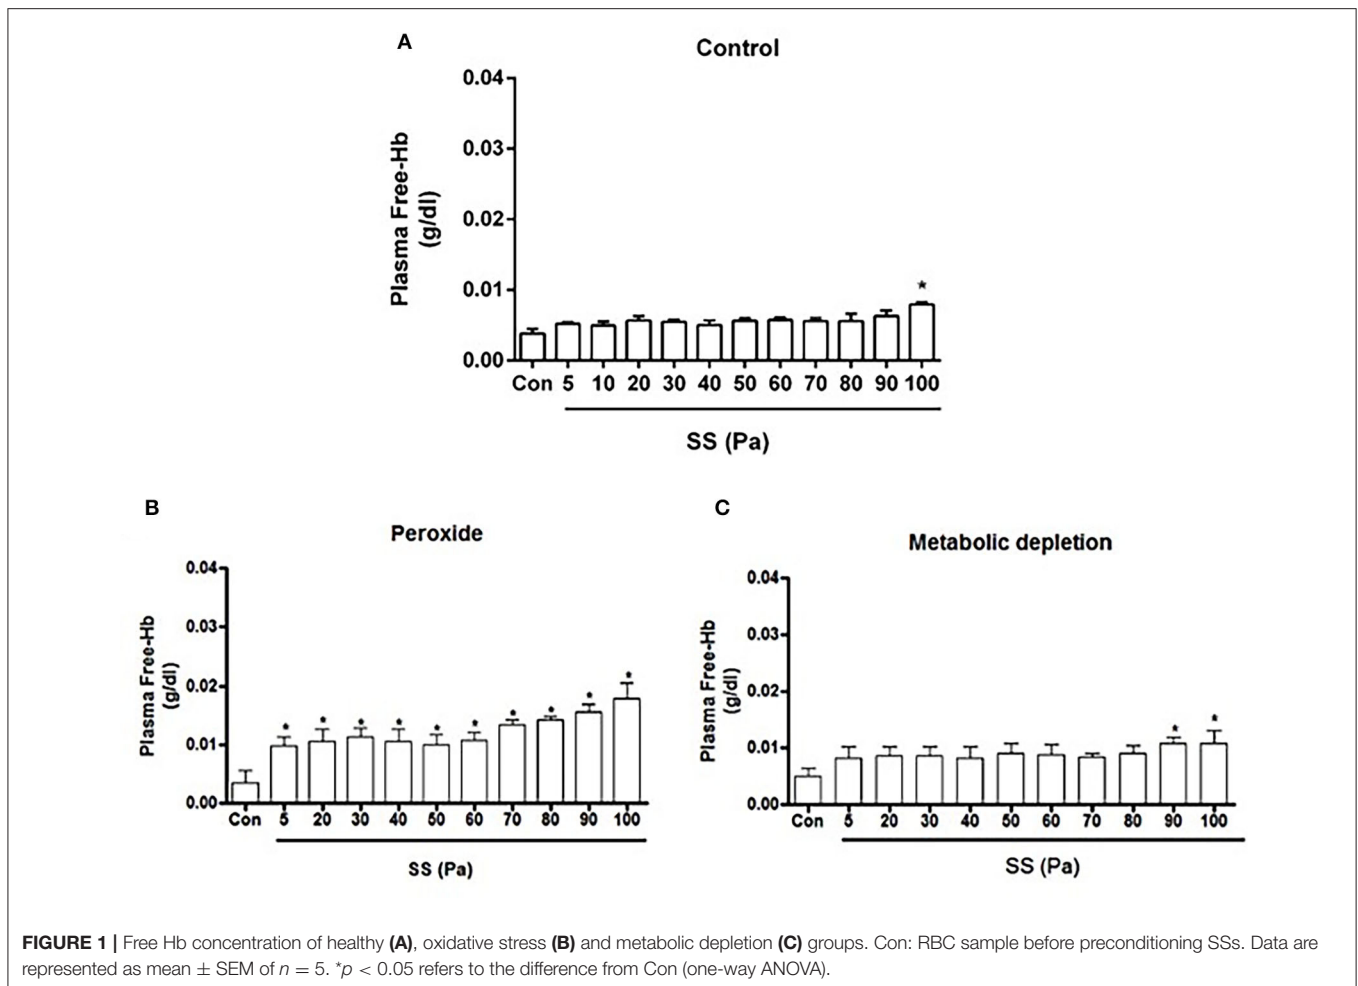 A
Control
Plasma Free-Hb
(g/dl)
0.04
0.03
0.02
0.01
0.00
*
Con 5 10 20 30 40 50 60 70 80 90 100
SS (Pa)
B
Peroxide
Plasma Free-Hb
(g/dl)
0.04
0.03
0.02
0.01
0.00
* * * * * * * * * *
Con 5 20 30 40 50 60 70 80 90 100
SS (Pa)
C
Metabolic depletion
Plasma Free-Hb
(g/dl)
0.04
0.03
0.02
0.01
0.00
* *
Con 5 20 30 40 50 60 70 80 90 100
SS (Pa)
FIGURE 1 | Free Hb concentration of healthy (A), oxidative stress (B) and metabolic depletion (C) groups. Con: RBC sample before preconditioning SSs. Data are
represented as mean ± SEM of n = 5. *p < 0.05 refers to the difference from Con (one-way ANOVA).